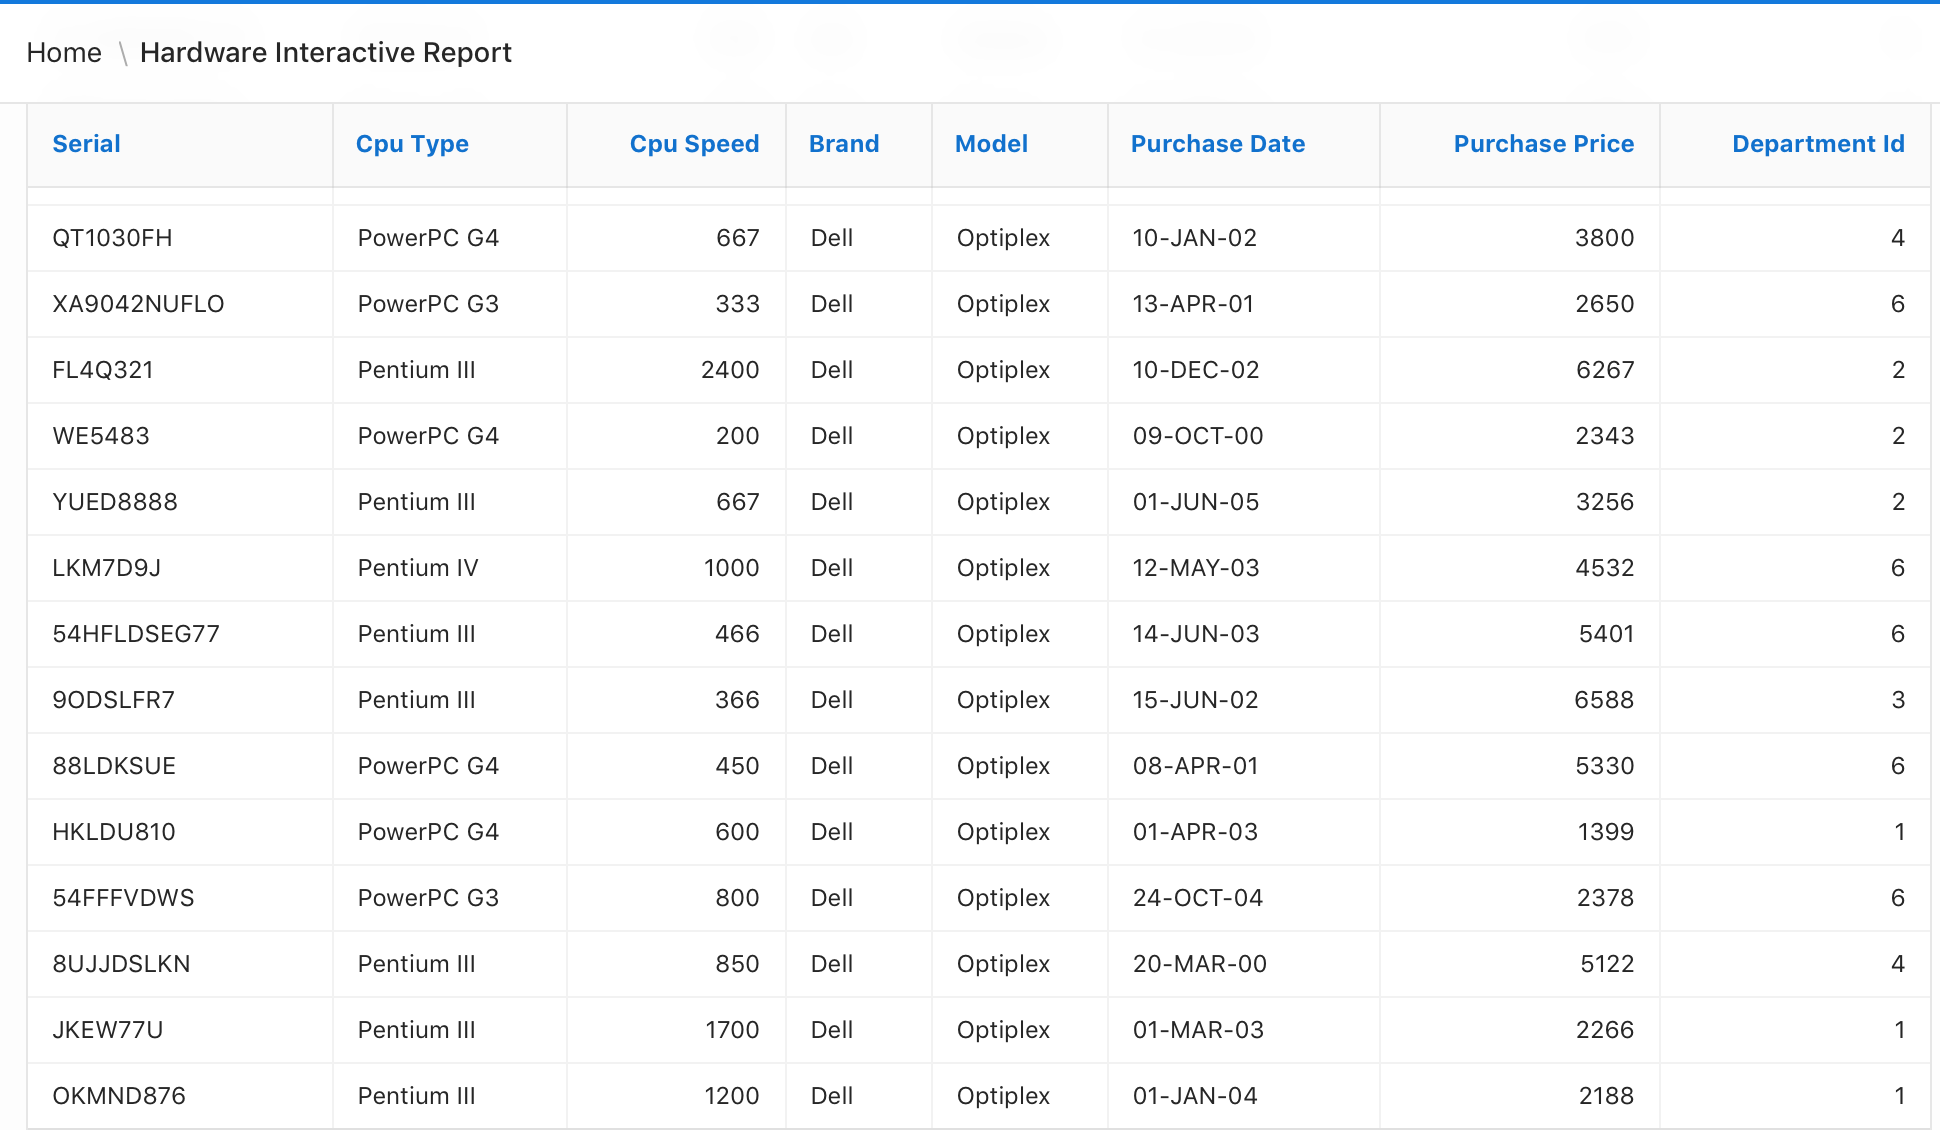 Home \ Hardware Interactive Report
Serial Cpu Type Cpu Speed Brand Model Purchase Date Purchase Price Department Id
QT1030FH PowerPC G4 667 Dell Optiplex 10-JAN-02 3800 4
XA9042NUFLO PowerPC G3 333 Dell Optiplex 13-APR-01 2650 6
FL4Q321 Pentium III 2400 Dell Optiplex 10-DEC-02 6267 2
WE5483 PowerPC G4 200 Dell Optiplex 09-OCT-00 2343 2
YUED8888 Pentium III 667 Dell Optiplex 01-JUN-05 3256 2
LKM7D9J Pentium IV 1000 Dell Optiplex 12-MAY-03 4532 6
54HFLDSEG77 Pentium III 466 Dell Optiplex 14-JUN-03 5401 6
9ODSLFR7 Pentium III 366 Dell Optiplex 15-JUN-02 6588 3
88LDKSUE PowerPC G4 450 Dell Optiplex 08-APR-01 5330 6
HKLDU810 PowerPC G4 600 Dell Optiplex 01-APR-03 1399 1
54FFFVDWS PowerPC G3 800 Dell Optiplex 24-OCT-04 2378 6
8UJJDSLKN Pentium III 850 Dell Optiplex 20-MAR-00 5122 4
JKEW77U Pentium III 1700 Dell Optiplex 01-MAR-03 2266 1
OKMND876 Pentium III 1200 Dell Optiplex 01-JAN-04 2188 1